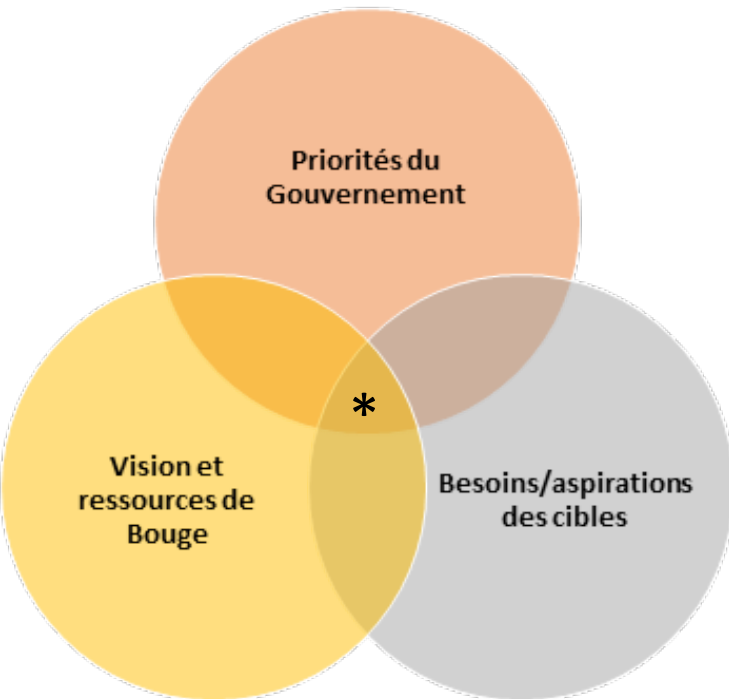 Priorités du
Gouvernement
*
Vision et
ressources de
Bouge
Besoins/aspirations
des cibles